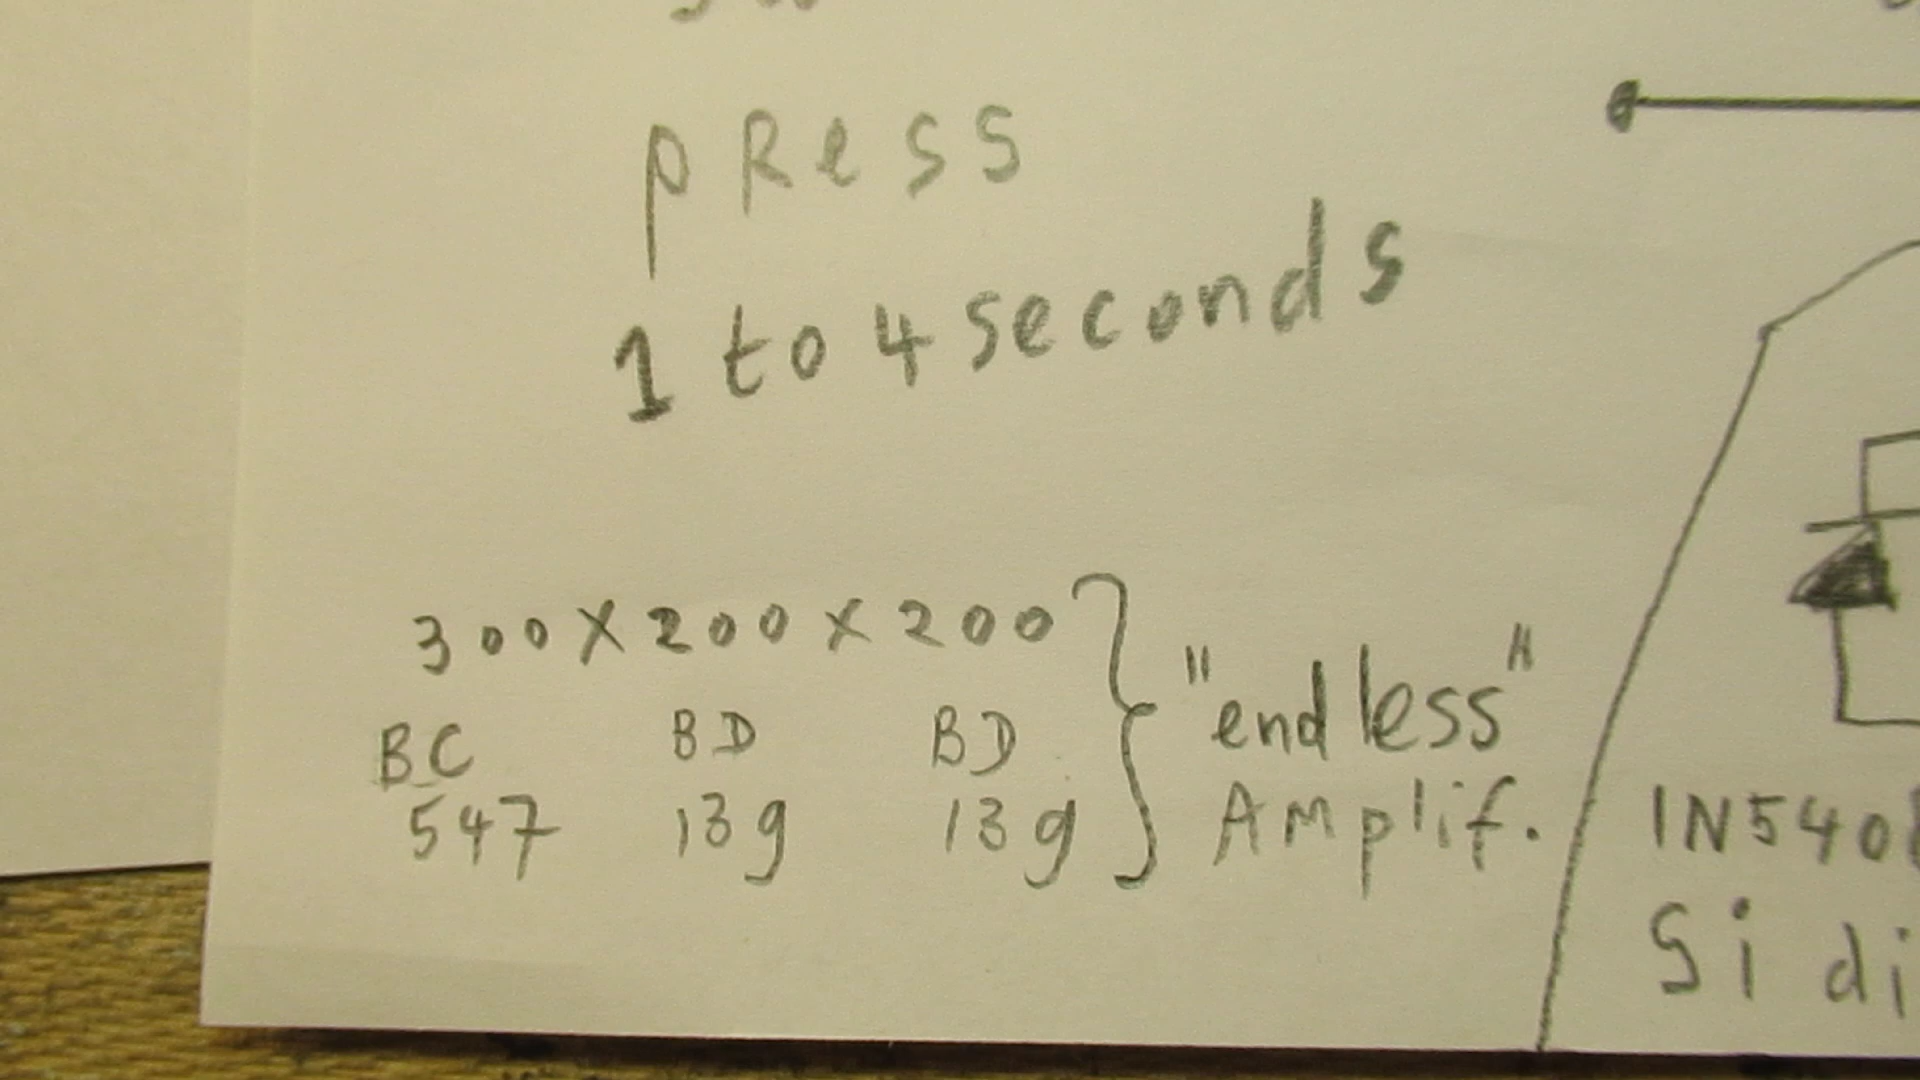 press
1 to 4 seconds
300 X 200 X 200
BC BD BD
547 139 139
"endless"
Amplif.
1N540
Si di